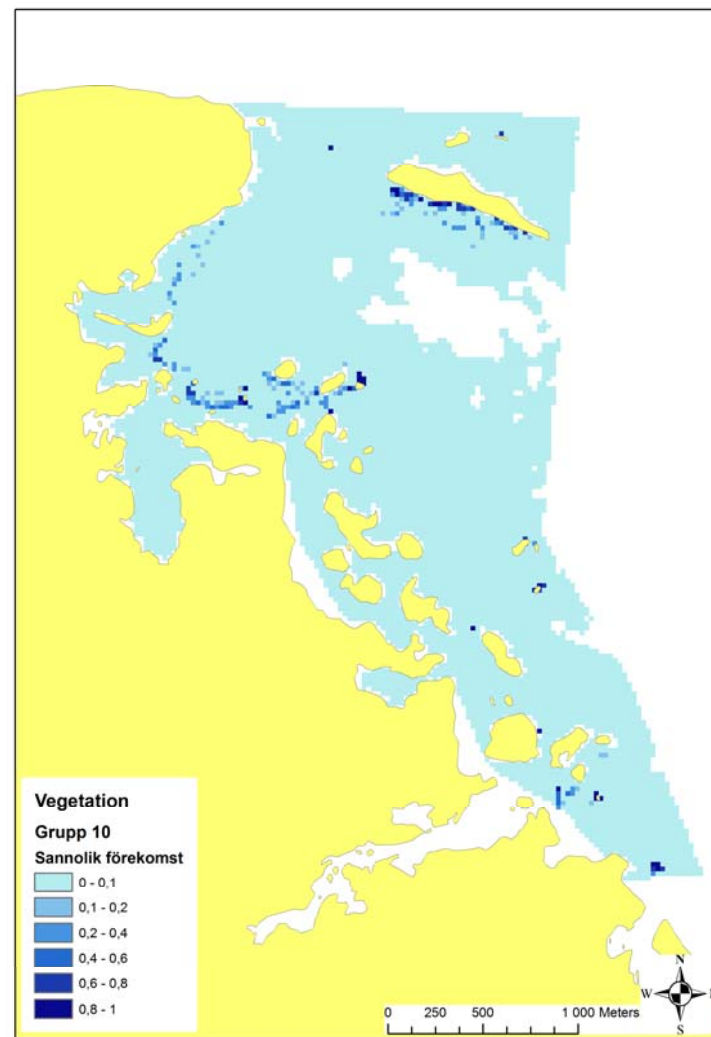 Vegetation
Grupp 10
Sannolik förekomst
0 - 0,1
0,1 - 0,2
0,2 - 0,4
0,4 - 0,6
0,6 - 0,8
0,8 - 1
0 250 500 1 000 Meters
N
W E
S